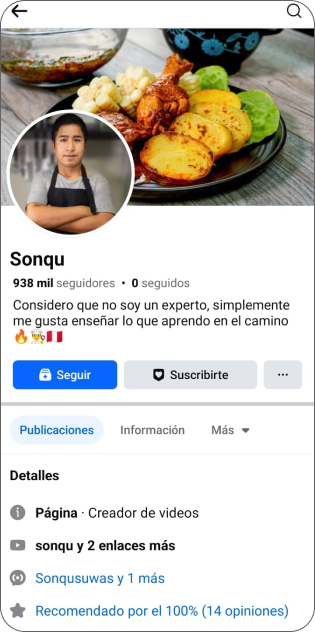 Sonqu
938 mil seguidores • 0 seguidos
Considero que no soy un experto, simplemente
me gusta enseñar lo que aprendo en el camino
🔥👨‍🍳🇵🇪
Seguir
Suscribirte
...
Publicaciones
Información
Más
Detalles
Página · Creador de videos
sonqu y 2 enlaces más
Sonqusuwas y 1 más
Recomendado por el 100% (14 opiniones)